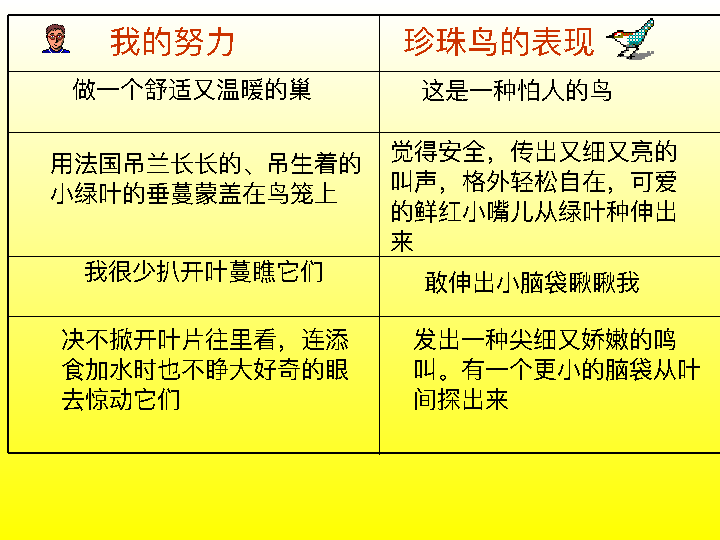 我的努力
珍珠鸟的表现
做一个舒适又温暖的巢
这是一种怕人的鸟
用法国吊兰长长的、吊生着的
小绿叶的垂蔓蒙盖在鸟笼上
觉得安全，传出又细又亮的
叫声，格外轻松自在，可爱
的鲜红小嘴儿从绿叶种伸出
来
我很少扒开叶蔓瞧它们
敢伸出小脑袋瞅瞅我
决不掀开叶片往里看，连添
食加水时也不睁大好奇的眼
去惊动它们
发出一种尖细又娇嫩的鸣
叫。有一个更小的脑袋从叶
间探出来